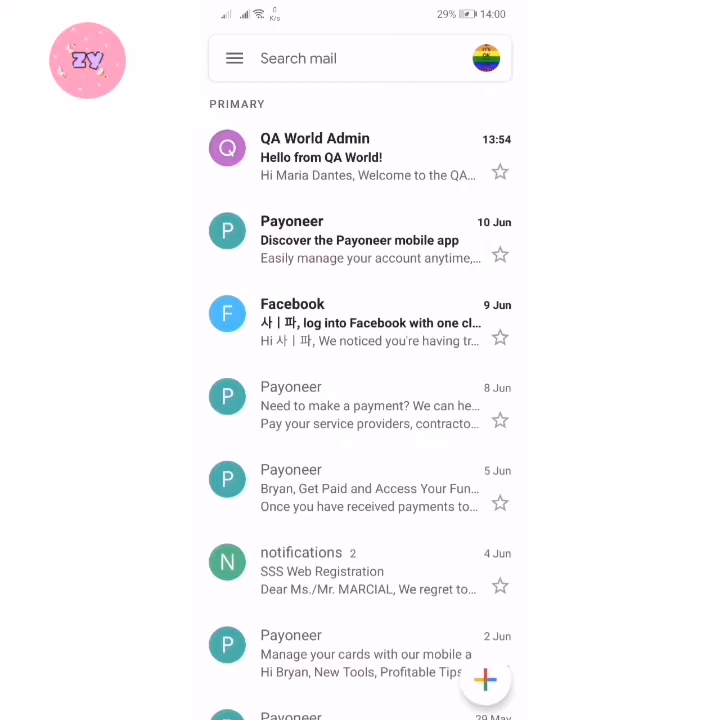 zy
0
K/s
29% 14:00
Search mail
PRIMARY
Q
QA World Admin 13:54
Hello from QA World!
Hi Maria Dantes, Welcome to the QA...
P
Payoneer 10 Jun
Discover the Payoneer mobile app
Easily manage your account anytime,...
F
Facebook 9 Jun
사ㅣ파, log into Facebook with one cl...
Hi 사ㅣ파, We noticed you're having tr...
P
Payoneer 8 Jun
Need to make a payment? We can he...
Pay your service providers, contracto...
P
Payoneer 5 Jun
Bryan, Get Paid and Access Your Fun...
Once you have received payments to...
N
notifications 2 4 Jun
SSS Web Registration
Dear Ms./Mr. MARCIAL, We regret to...
P
Payoneer 2 Jun
Manage your cards with our mobile a
Hi Bryan, New Tools, Profitable Tips
Payoneer 29 May